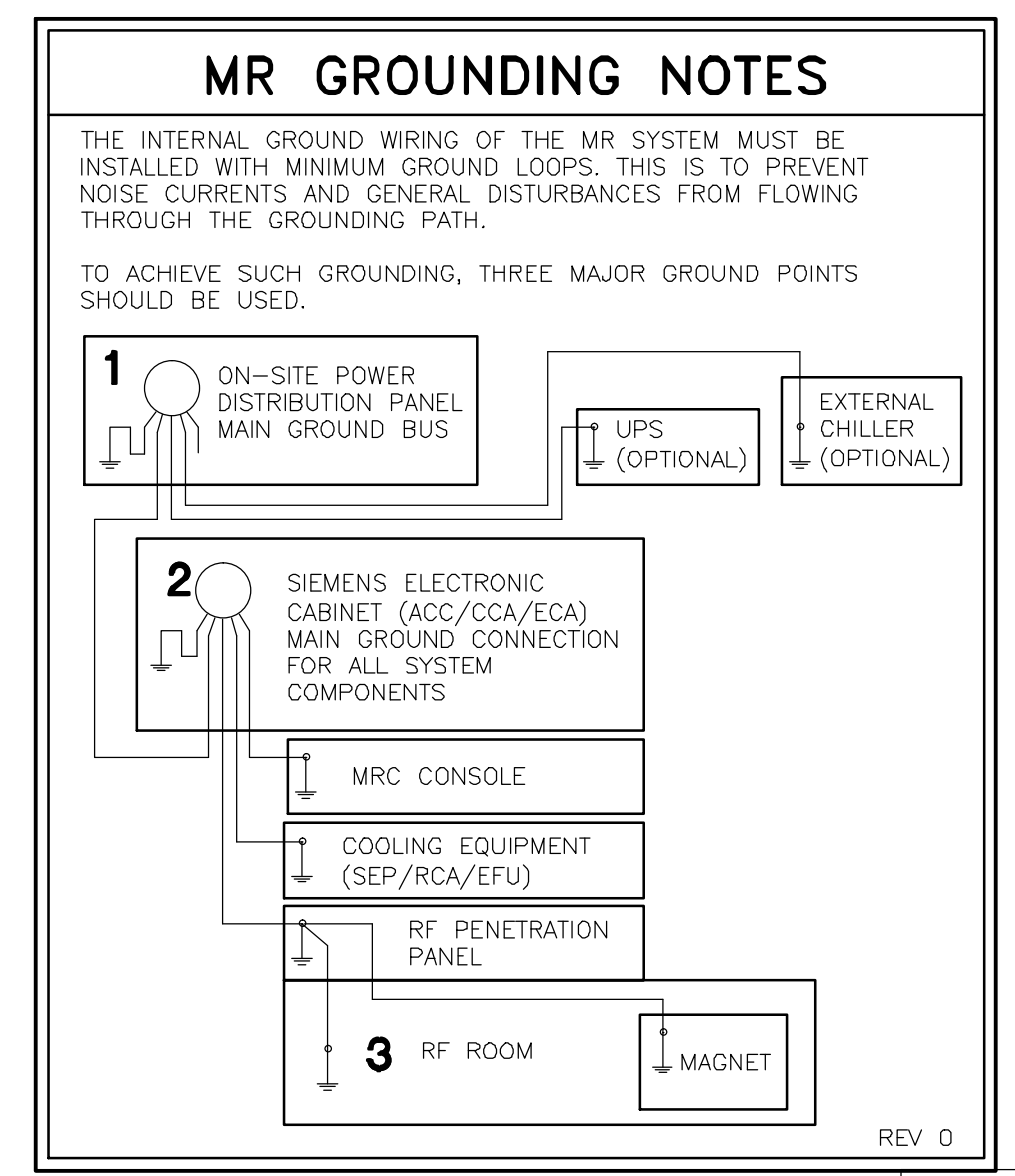 MR GROUNDING NOTES
THE INTERNAL GROUND WIRING OF THE MR SYSTEM MUST BE
INSTALLED WITH MINIMUM GROUND LOOPS. THIS IS TO PREVENT
NOISE CURRENTS AND GENERAL DISTURBANCES FROM FLOWING
THROUGH THE GROUNDING PATH.
TO ACHIEVE SUCH GROUNDING, THREE MAJOR GROUND POINTS
SHOULD BE USED.
1
ON-SITE POWER
DISTRIBUTION PANEL
MAIN GROUND BUS
UPS
(OPTIONAL)
EXTERNAL
CHILLER
(OPTIONAL)
2
SIEMENS ELECTRONIC
CABINET (ACC/CCA/ECA)
MAIN GROUND CONNECTION
FOR ALL SYSTEM
COMPONENTS
MRC CONSOLE
COOLING EQUIPMENT
(SEP/RCA/EFU)
RF PENETRATION
PANEL
3
RF ROOM
MAGNET
REV 0